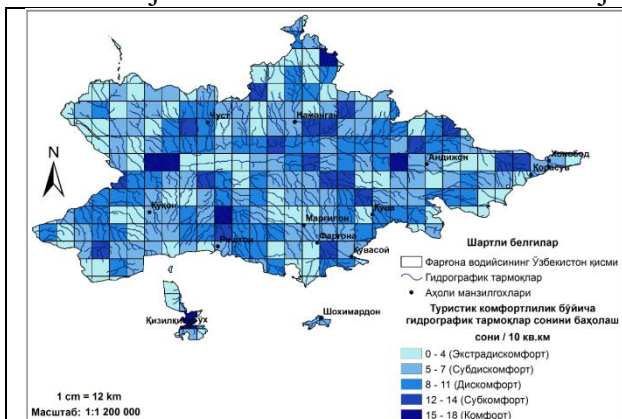 Чуст
Наманган
Хонобод
Андижон
Қорасув
N
Қўқон
Қува
Марғилон
Риштон
Фарғона
Қувасой
Шартли белгилар
Фарғона водийсининг Ўзбекистон қисми
Гидрографик тармоқлар
Аҳоли манзилгоҳлари
Шохимардон
Туристик комфортлилик бўйича
гидрографик тармоқлар сонини баҳолаш
сони / 10 кв.км
0 - 4 (Экстрадискомфорт)
5 - 7 (Субдискомфорт)
8 - 11 (Дискомфорт)
12 - 14 (Субкомфорт)
15 - 18 (Комфорт)
1 cm = 12 km
Масштаб: 1:1 200 000